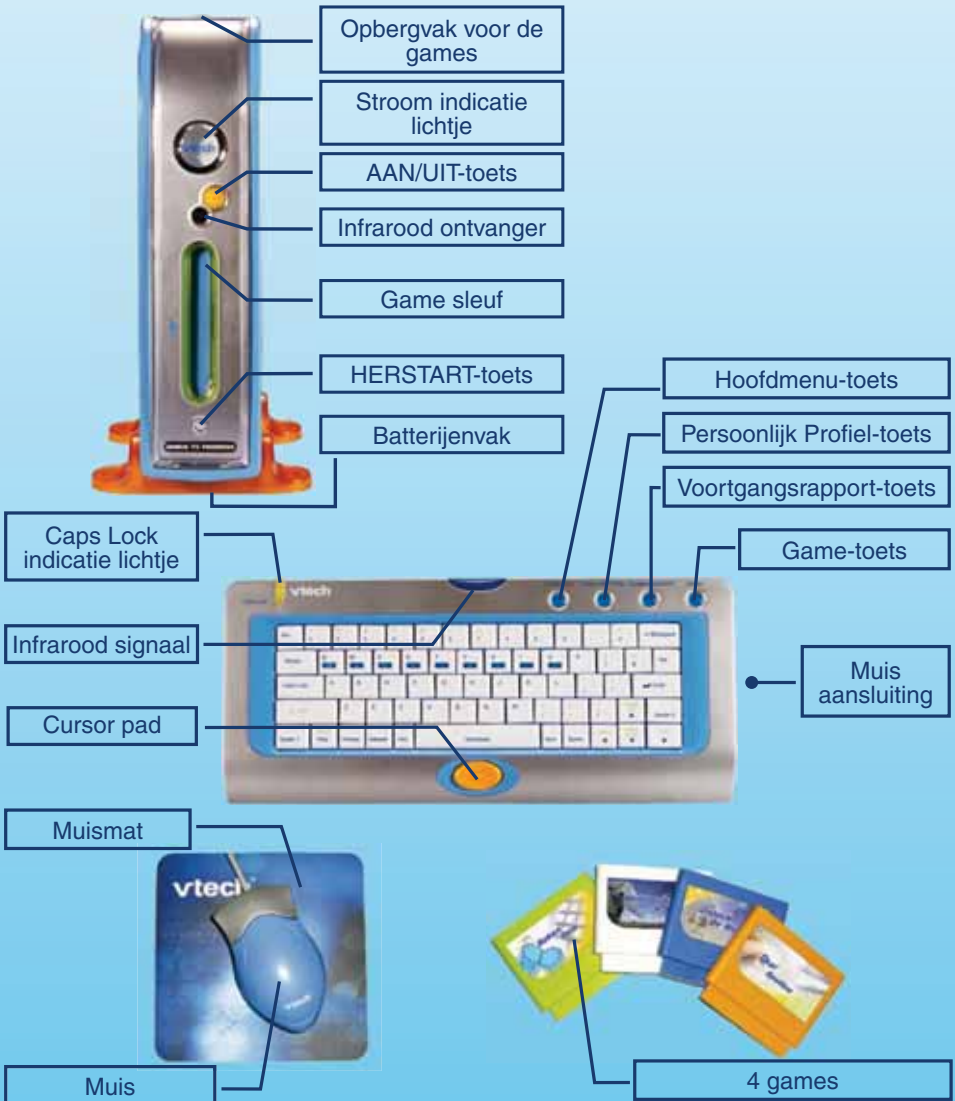 Opbergvak voor de
games
Stroom indicatie
lichtje
AAN/UIT-toets
Infrarood ontvanger
Game sleuf
HERSTART-toets
Batterijenvak
Hoofdmenu-toets
Persoonlijk Profiel-toets
Voortgangsrapport-toets
Game-toets
Caps Lock
indicatie lichtje
vtech
Infrarood signaal
Muis
aansluiting
Cursor pad
Muismat
vtech
vtech
Muis
4 games